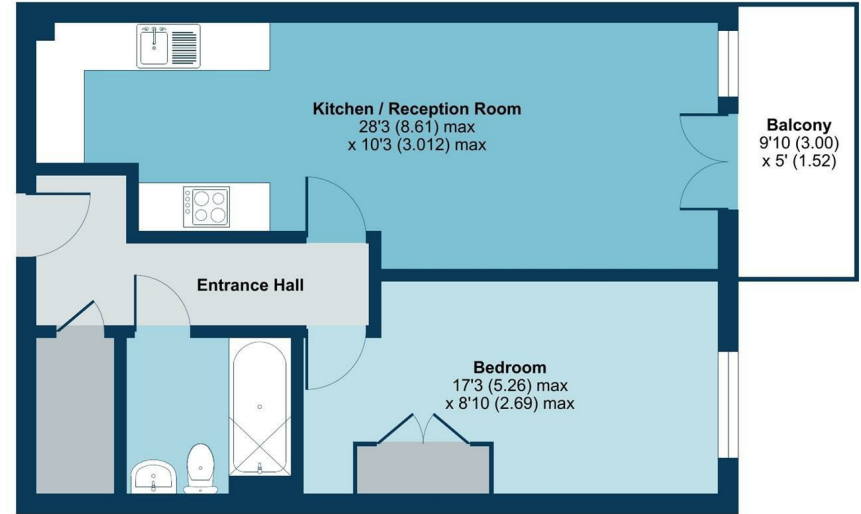 Kitchen / Reception Room
28'3 (8.61) max
x 10'3 (3.012) max
Balcony
9'10 (3.00)
x 5' (1.52)
Entrance Hall
Bedroom
17'3 (5.26) max
x 8'10 (2.69) max